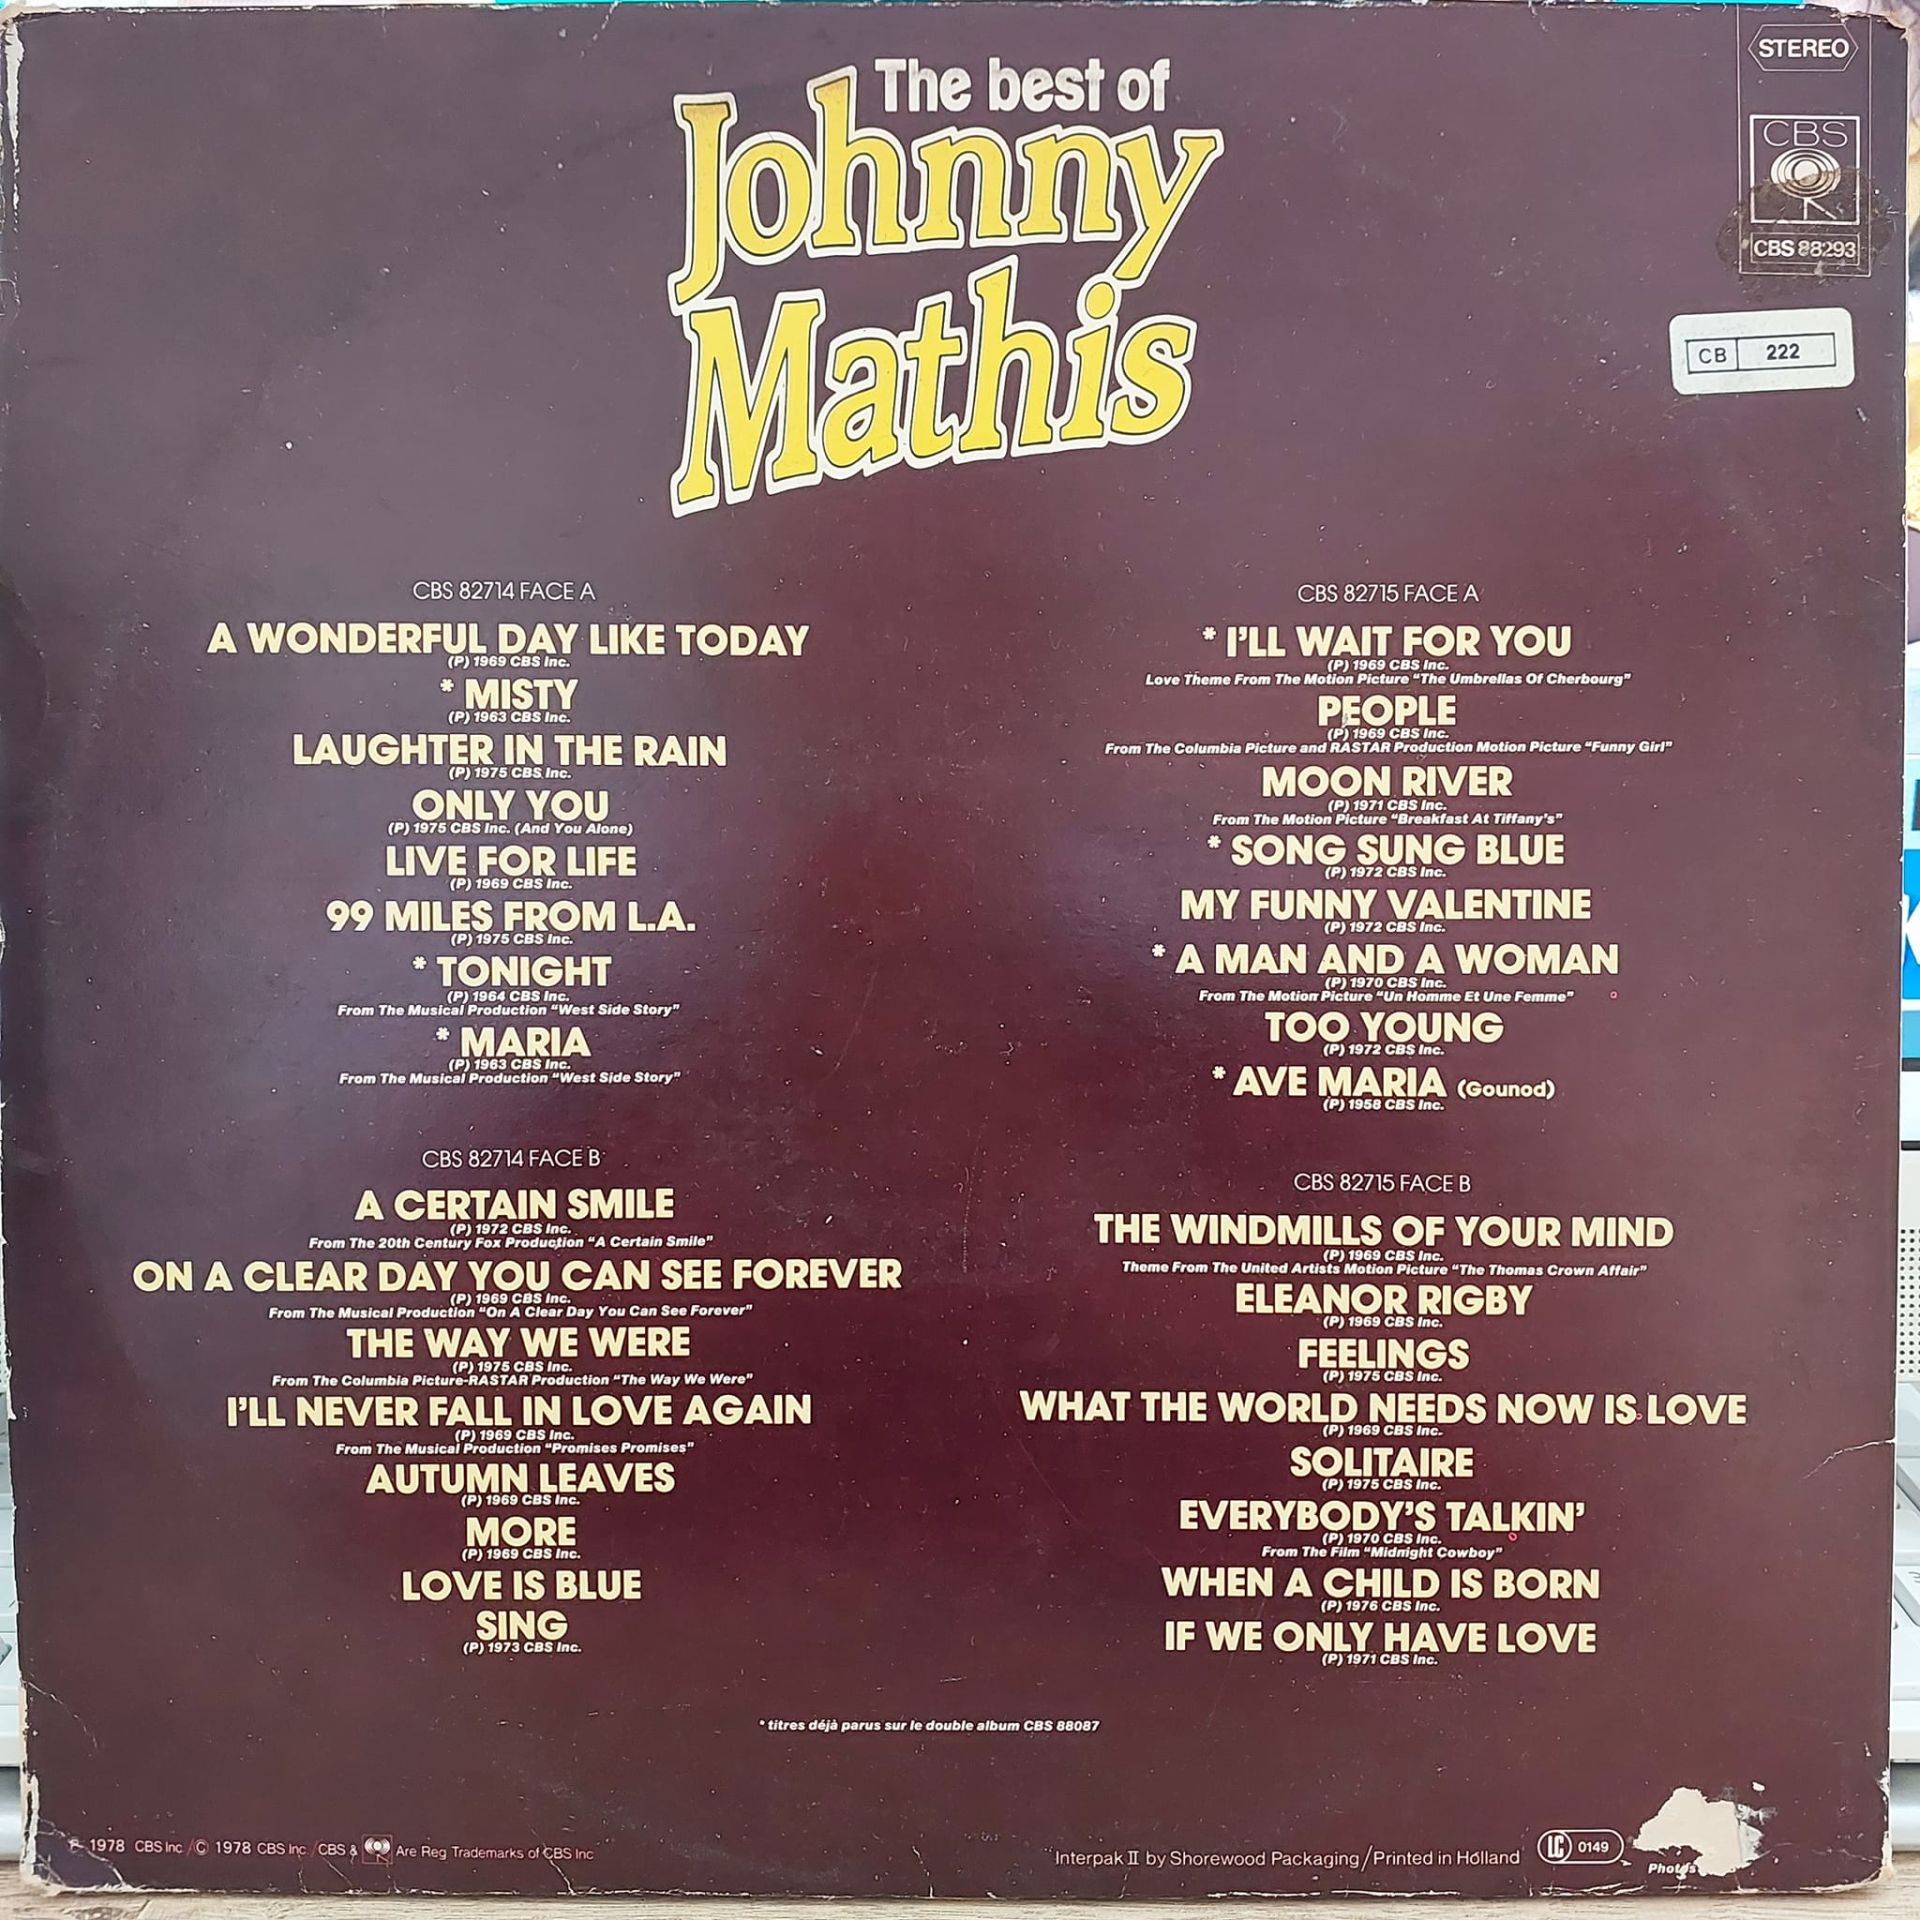 The best of
Johnny
Mathis
STEREO
CBS
CBS 88293
CB 222
CBS 82714 FACE A
A WONDERFUL DAY LIKE TODAY
(P) 1969 CBS Inc.
* MISTY
(P) 1963 CBS Inc.
LAUGHTER IN THE RAIN
(P) 1975 CBS Inc.
ONLY YOU
(P) 1975 CBS Inc. (And You Alone)
LIVE FOR LIFE
(P) 1969 CBS Inc.
99 MILES FROM L.A.
(P) 1975 CBS Inc.
* TONIGHT
(P) 1964 CBS Inc.
From The Musical Production “West Side Story”
* MARIA
(P) 1963 CBS Inc.
From The Musical Production “West Side Story”
CBS 82714 FACE B
A CERTAIN SMILE
(P) 1972 CBS Inc.
From The 20th Century Fox Production “A Certain Smile”
ON A CLEAR DAY YOU CAN SEE FOREVER
(P) 1969 CBS Inc.
From The Musical Production “On A Clear Day You Can See Forever”
THE WAY WE WERE
(P) 1975 CBS Inc.
From The Columbia Picture-RASTAR Production “The Way We Were”
I’LL NEVER FALL IN LOVE AGAIN
(P) 1969 CBS Inc.
From The Musical Production “Promises Promises”
AUTUMN LEAVES
(P) 1969 CBS Inc.
MORE
(P) 1969 CBS Inc.
LOVE IS BLUE
SING
(P) 1973 CBS Inc.
CBS 82715 FACE A
* I’LL WAIT FOR YOU
(P) 1969 CBS Inc.
Love Theme From The Motion Picture “The Umbrellas Of Cherbourg”
PEOPLE
(P) 1969 CBS Inc.
From The Columbia Picture and RASTAR Production Motion Picture “Funny Girl”
MOON RIVER
(P) 1971 CBS Inc.
From The Motion Picture “Breakfast At Tiffany’s”
* SONG SUNG BLUE
(P) 1972 CBS Inc.
MY FUNNY VALENTINE
(P) 1972 CBS Inc.
* A MAN AND A WOMAN
(P) 1970 CBS Inc.
From The Motion Picture “Un Homme Et Une Femme”
TOO YOUNG
(P) 1972 CBS Inc.
* AVE MARIA (Gounod)
(P) 1958 CBS Inc.
CBS 82715 FACE B
THE WINDMILLS OF YOUR MIND
(P) 1969 CBS Inc.
Theme From The United Artists Motion Picture “The Thomas Crown Affair”
ELEANOR RIGBY
(P) 1969 CBS Inc.
FEELINGS
(P) 1975 CBS Inc.
WHAT THE WORLD NEEDS NOW IS LOVE
(P) 1969 CBS Inc.
SOLITAIRE
(P) 1975 CBS Inc.
EVERYBODY’S TALKIN’
(P) 1970 CBS Inc.
From The Film “Midnight Cowboy”
WHEN A CHILD IS BORN
(P) 1976 CBS Inc.
IF WE ONLY HAVE LOVE
(P) 1971 CBS Inc.
* titres déjà parus sur le double album CBS 88087
℗ 1978 CBS Inc / © 1978 CBS Inc / CBS & Are Reg Trademarks of CBS Inc
Interpak II by Shorewood Packaging/Printed in Holland
LC 0149